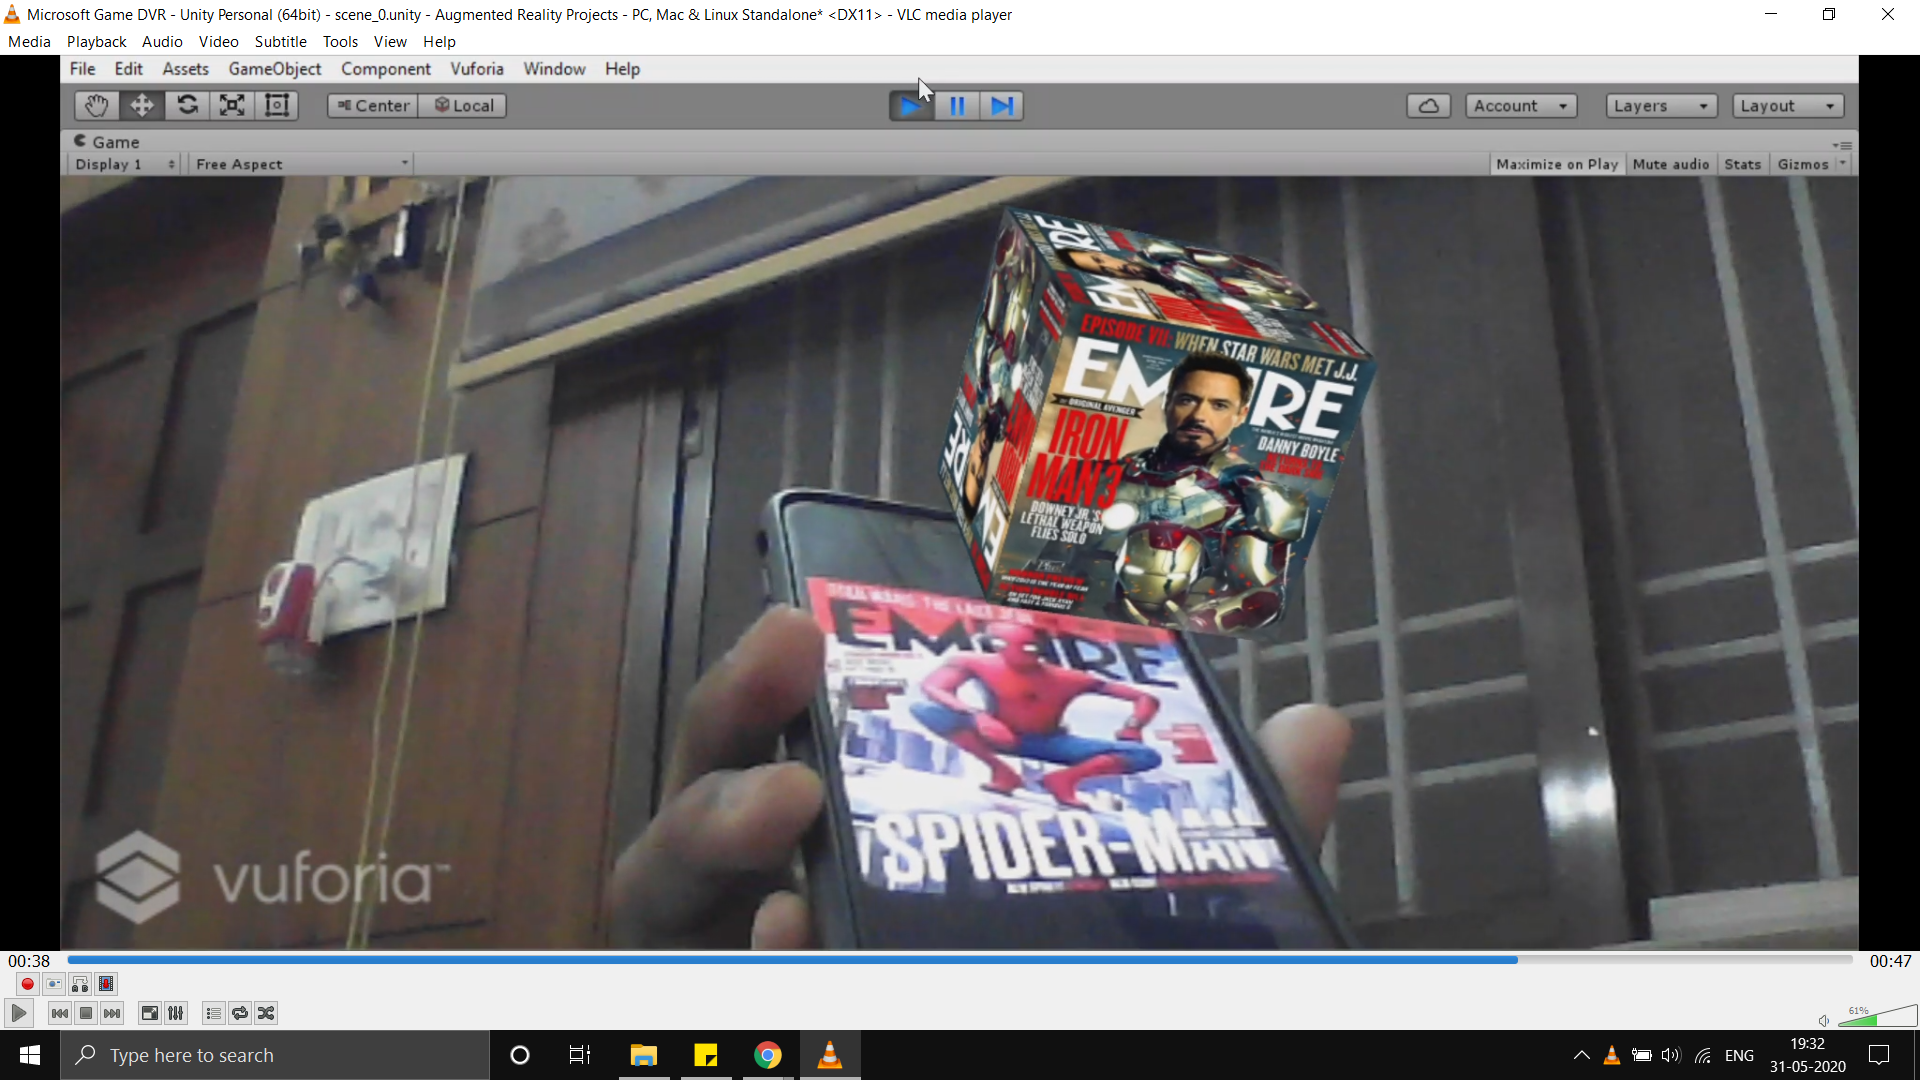 Microsoft Game DVR - Unity Personal (64bit) - scene_0.unity - Augmented Reality Projects - PC, Mac & Linux Standalone* <DX11> - VLC media player
Media Playback Audio Video Subtitle Tools View Help
File Edit Assets GameObject Component Vuforia Window Help
Center Local Account Layers Layout
Game
Display 1 Free Aspect Maximize on Play Mute audio Stats Gizmos
EPISODE VII: WHEN STAR WARS MET J.J.
EMPIRE
ORIGINAL AVENGER
IRON
MAN 3
DANNY BOYLE
DOWNEY JR.'S
LETHAL WEAPON
FLIES SOLO
EMPIRE
SPIDER-MAN
vuforia™
00:38 00:47
61%
Type here to search
ENG
19:32
31-05-2020